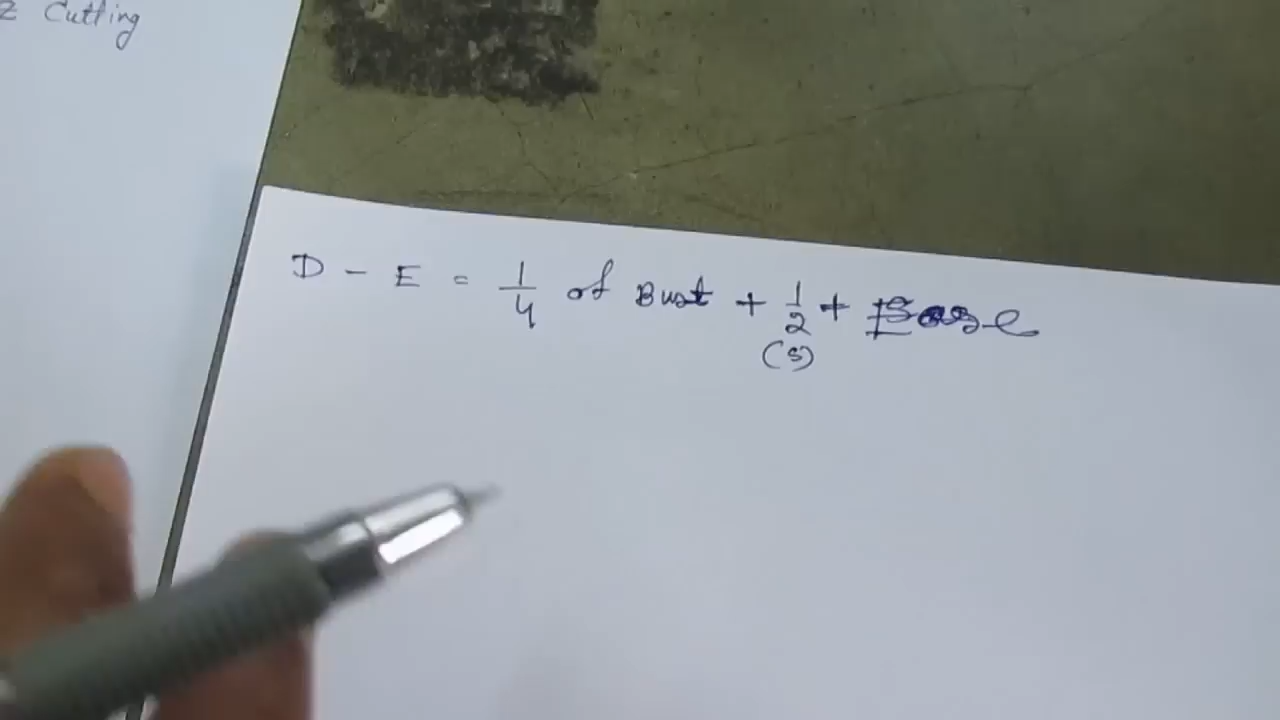 z Cutting
D - E = 1/4 of Bust + 1/2 + Ease
(s)